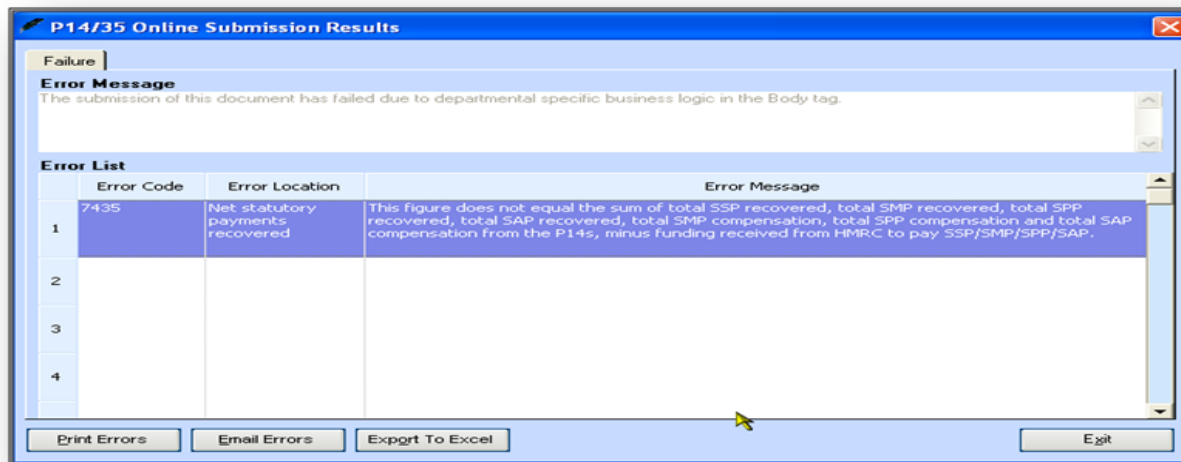 P14/35 Online Submission Results
Failure
Error Message
The submission of this document has failed due to departmental specific business logic in the Body tag.
Error List
Error Code Error Location Error Message
1 7435 Net statutory payments recovered This figure does not equal the sum of total SSP recovered, total SMP recovered, total SPP
recovered, total SAP recovered, total SMP compensation, total SPP compensation and total SAP
compensation from the P14s, minus funding received from HMRC to pay SSP/SMP/SPP/SAP.
2
3
4
Print Errors Email Errors Export To Excel Exit